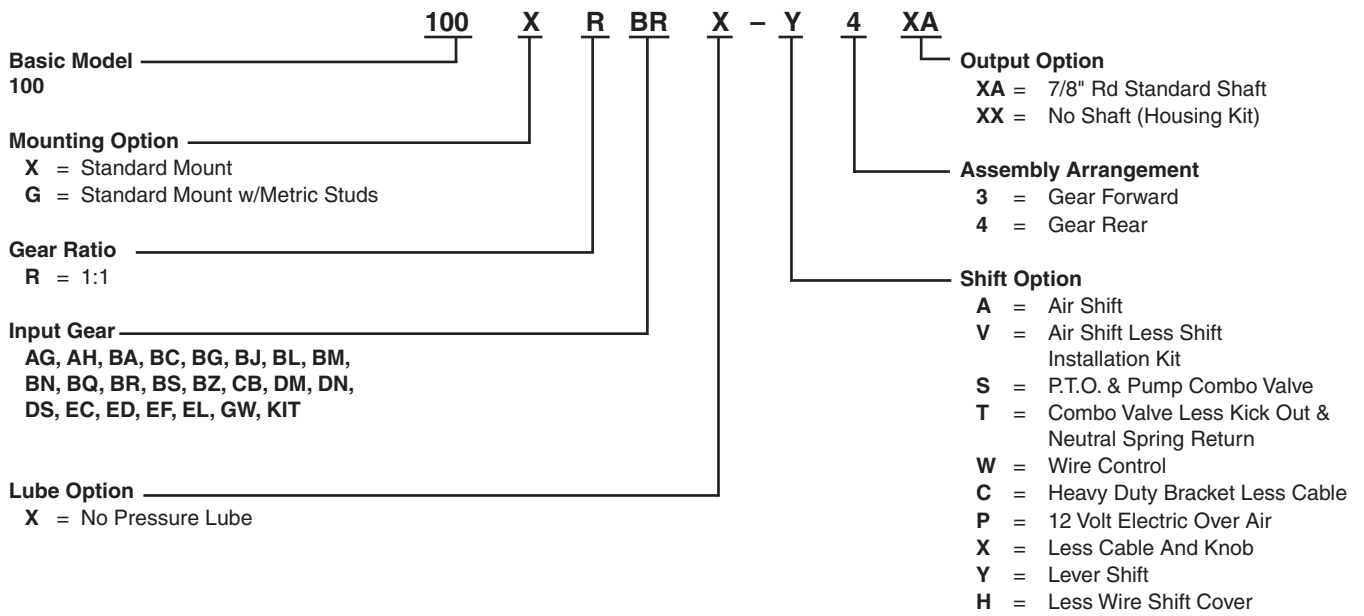 100 X R BR X – Y 4 XA
Basic Model
100
Mounting Option
X = Standard Mount
G = Standard Mount w/Metric Studs
Gear Ratio
R = 1:1
Input Gear
AG, AH, BA, BC, BG, BJ, BL, BM,
BN, BQ, BR, BS, BZ, CB, DM, DN,
DS, EC, ED, EF, EL, GW, KIT
Lube Option
X = No Pressure Lube
Output Option
XA = 7/8" Rd Standard Shaft
XX = No Shaft (Housing Kit)
Assembly Arrangement
3 = Gear Forward
4 = Gear Rear
Shift Option
A = Air Shift
V = Air Shift Less Shift
Installation Kit
S = P.T.O. & Pump Combo Valve
T = Combo Valve Less Kick Out &
Neutral Spring Return
W = Wire Control
C = Heavy Duty Bracket Less Cable
P = 12 Volt Electric Over Air
X = Less Cable And Knob
Y = Lever Shift
H = Less Wire Shift Cover